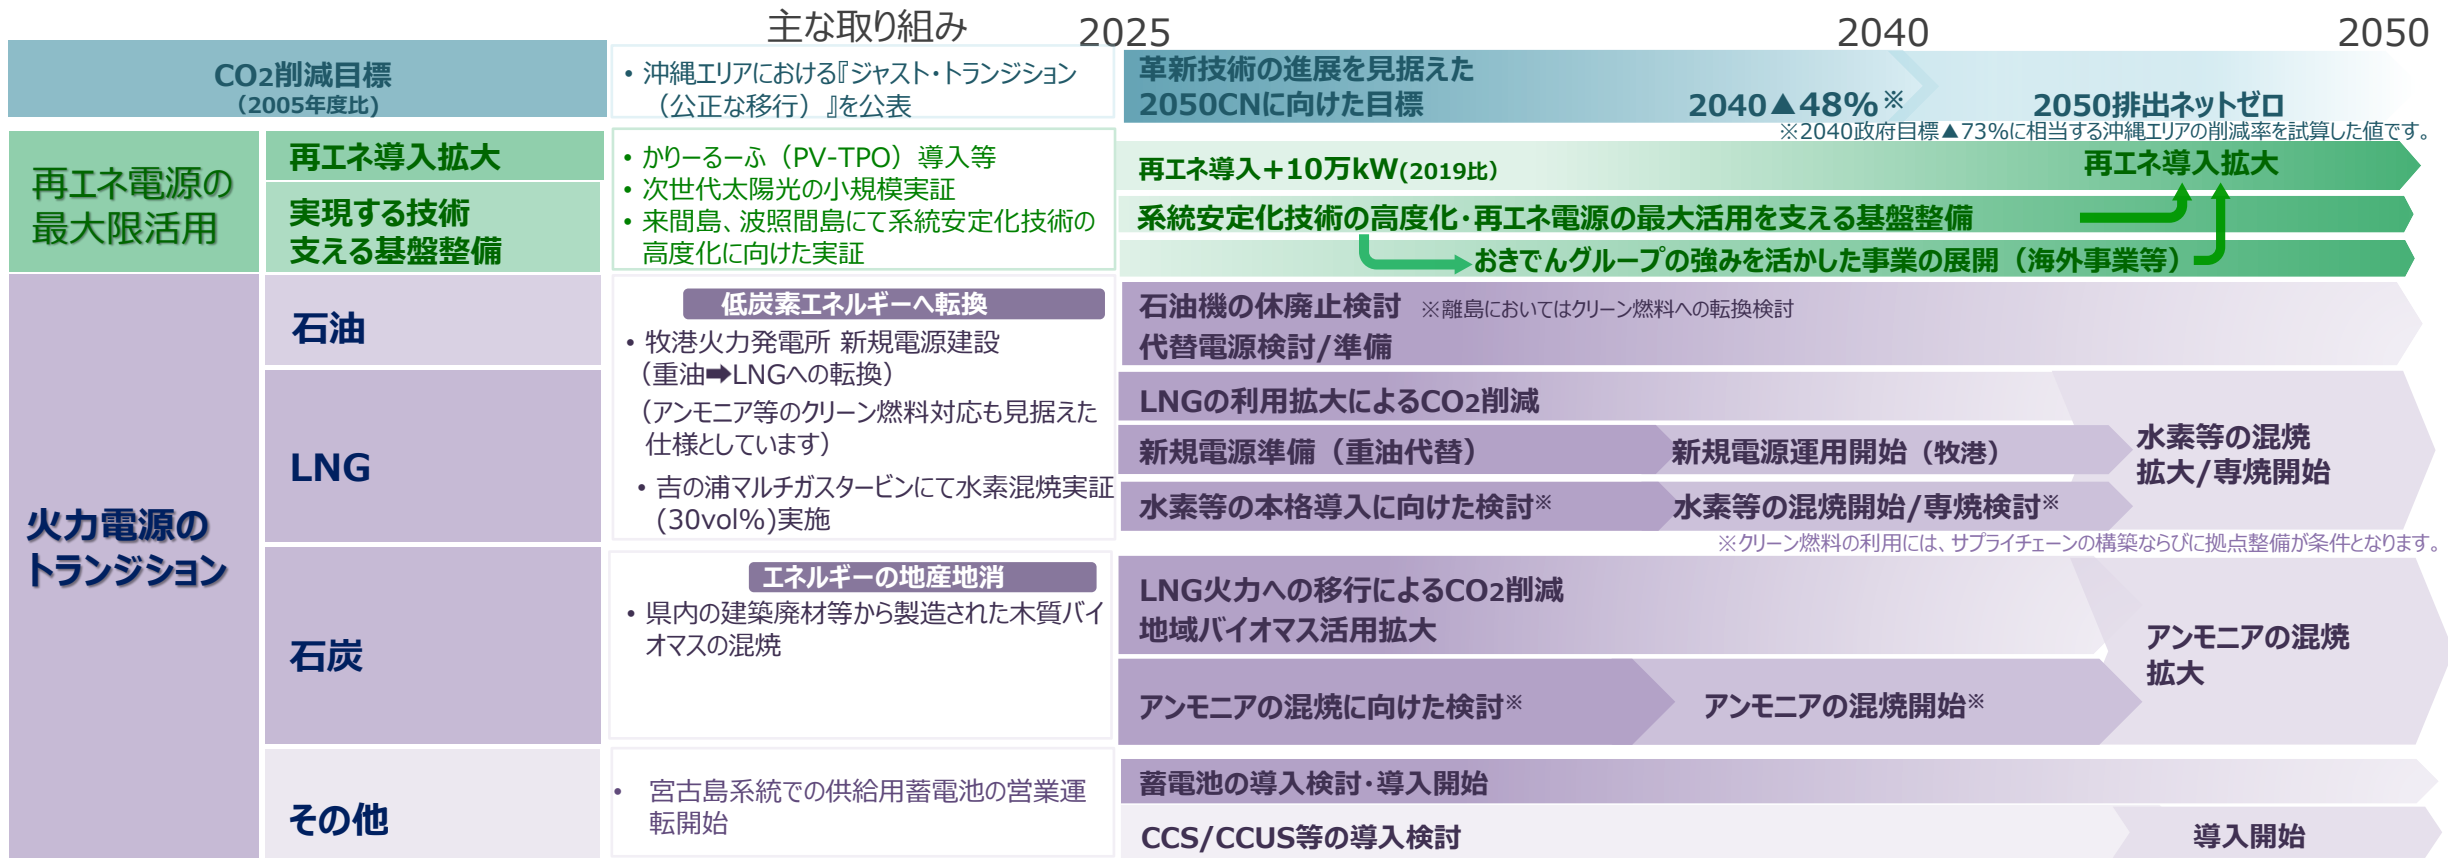 主な取り組み
2025
2040
2050
CO2削減目標
（2005年度比)
• 沖縄エリアにおける『ジャスト・トランジション
（公正な移行）』を公表
革新技術の進展を見据えた
2050CNに向けた目標
2040▲48%※
2050排出ネットゼロ
※2040政府目標▲73%に相当する沖縄エリアの削減率を試算した値です。
再エネ電源の
最大限活用
再エネ導入拡大
実現する技術
支える基盤整備
• かりーるーふ（PV-TPO）導入等
• 次世代太陽光の小規模実証
• 来間島、波照間島にて系統安定化技術の
高度化に向けた実証
再エネ導入＋10万kW(2019比）
再エネ導入拡大
系統安定化技術の高度化･再エネ電源の最大活用を支える基盤整備
おきでんグループの強みを活かした事業の展開（海外事業等）
火力電源の
トランジション
石油
低炭素エネルギーへ転換
• 牧港火力発電所 新規電源建設
（重油➡LNGへの転換）
（アンモニア等のクリーン燃料対応も見据えた
仕様としています）
• 吉の浦マルチガスタービンにて水素混焼実証
(30vol%)実施
石油機の休廃止検討 ※離島においてはクリーン燃料への転換検討
代替電源検討/準備
LNG
LNGの利用拡大によるCO2削減
新規電源準備（重油代替）
新規電源運用開始（牧港）
水素等の本格導入に向けた検討※
水素等の混焼開始/専焼検討※
水素等の混焼
拡大/専焼開始
※クリーン燃料の利用には、サプライチェーンの構築ならびに拠点整備が条件となります。
石炭
エネルギーの地産地消
• 県内の建築廃材等から製造された木質バイ
オマスの混焼
LNG火力への移行によるCO2削減
地域バイオマス活用拡大
アンモニアの混焼に向けた検討※
アンモニアの混焼開始※
アンモニアの混焼
拡大
その他
• 宮古島系統での供給用蓄電池の営業運
転開始
蓄電池の導入検討･導入開始
CCS/CCUS等の導入検討
導入開始